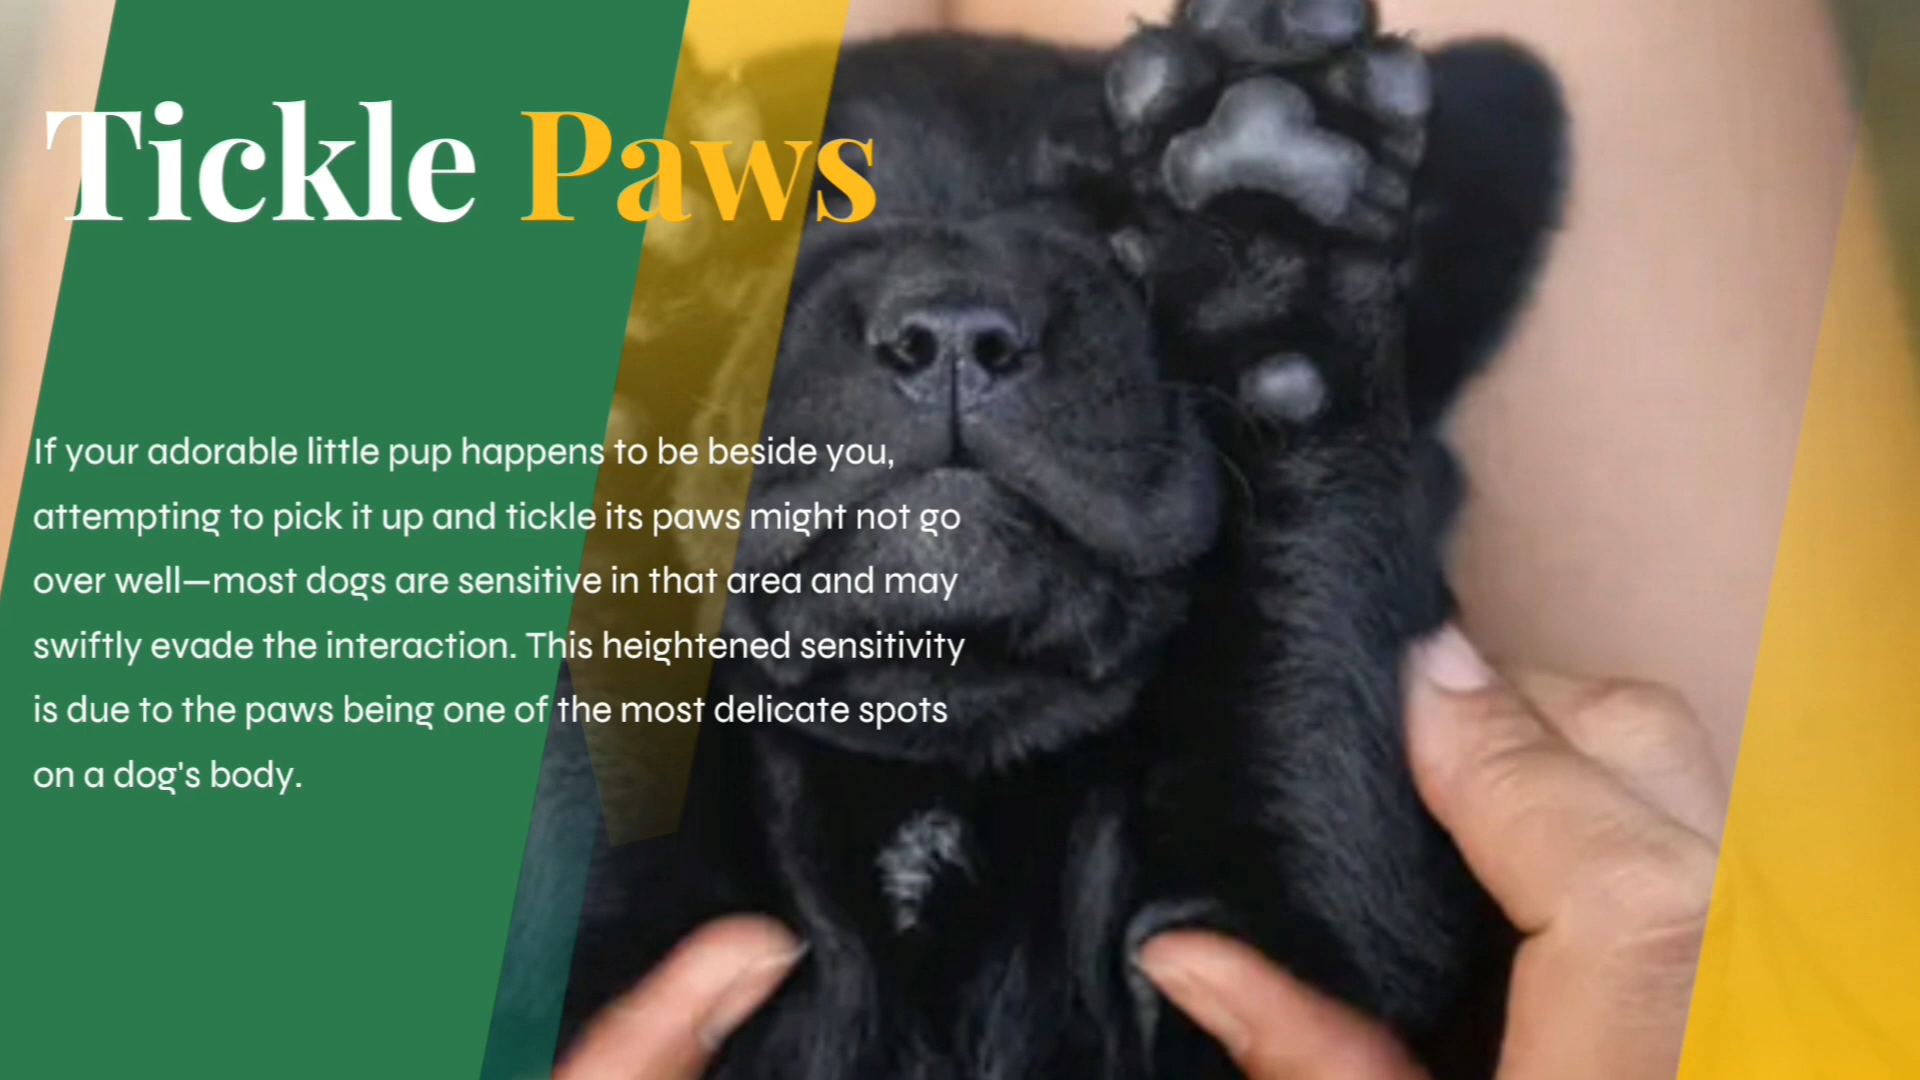 Tickle Paws
If your adorable little pup happens to be beside you,
attempting to pick it up and tickle its paws might not go
over well—most dogs are sensitive in that area and may
swiftly evade the interaction. This heightened sensitivity
is due to the paws being one of the most delicate spots
on a dog's body.